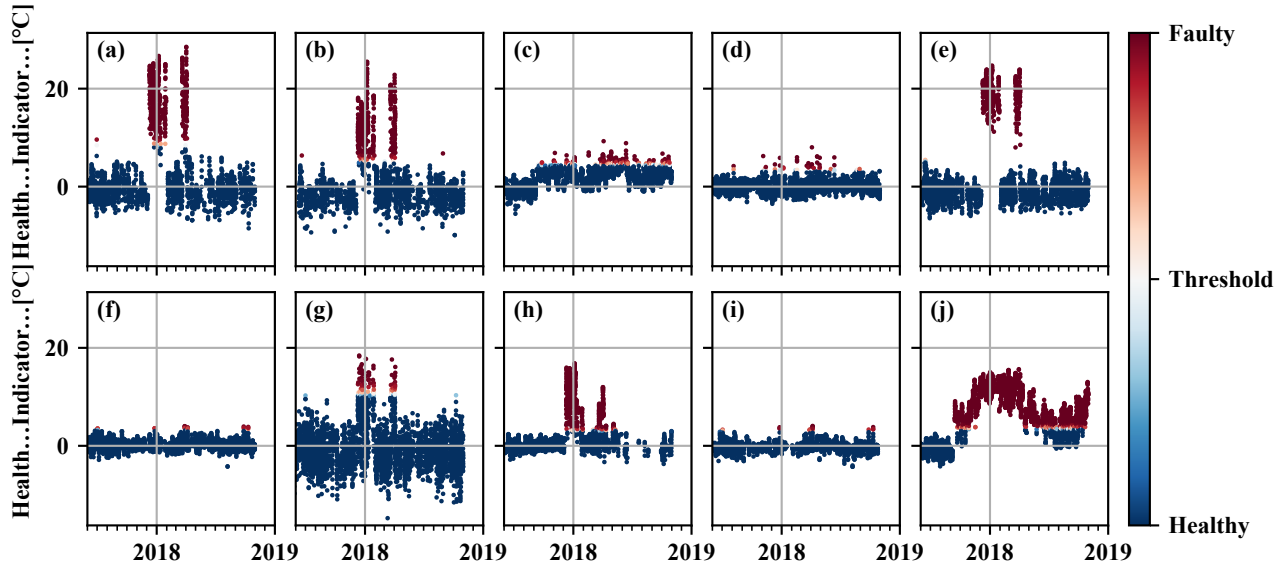 Health…Indicator…[°C]
20
0
(a)
(b)
(c)
(d)
(e)
Health…Indicator…[°C]
20
0
(f)
(g)
(h)
(i)
(j)
2018
2019
2018
2019
2018
2019
2018
2019
2018
2019
Faulty
Threshold
Healthy